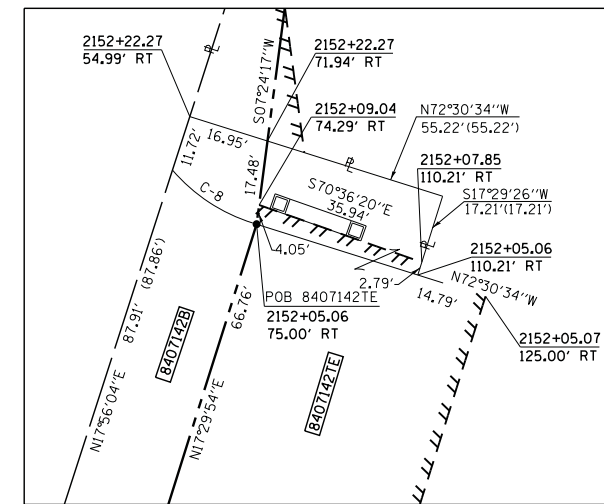 2152+22.27
54.99' RT
S07°24'17"W
2152+22.27
71.94' RT
2152+09.04
74.29' RT
N72°30'34"W
55.22'(55.22')
16.95'
11.72'
17.48'
2152+07.85
110.21' RT
S17°29'26"W
17.21'(17.21')
C-8
S70°36'20"E
35.94'
4.05'
2152+05.06
110.21' RT
2.79'
N72°30'34"W
14.79'
POB 8407142TE
2152+05.06
75.00' RT
2152+05.07
125.00' RT
66.76'
N17°56'04"E 87.91' (87.86')
8407142B
N17°29'54"E
8407142TE